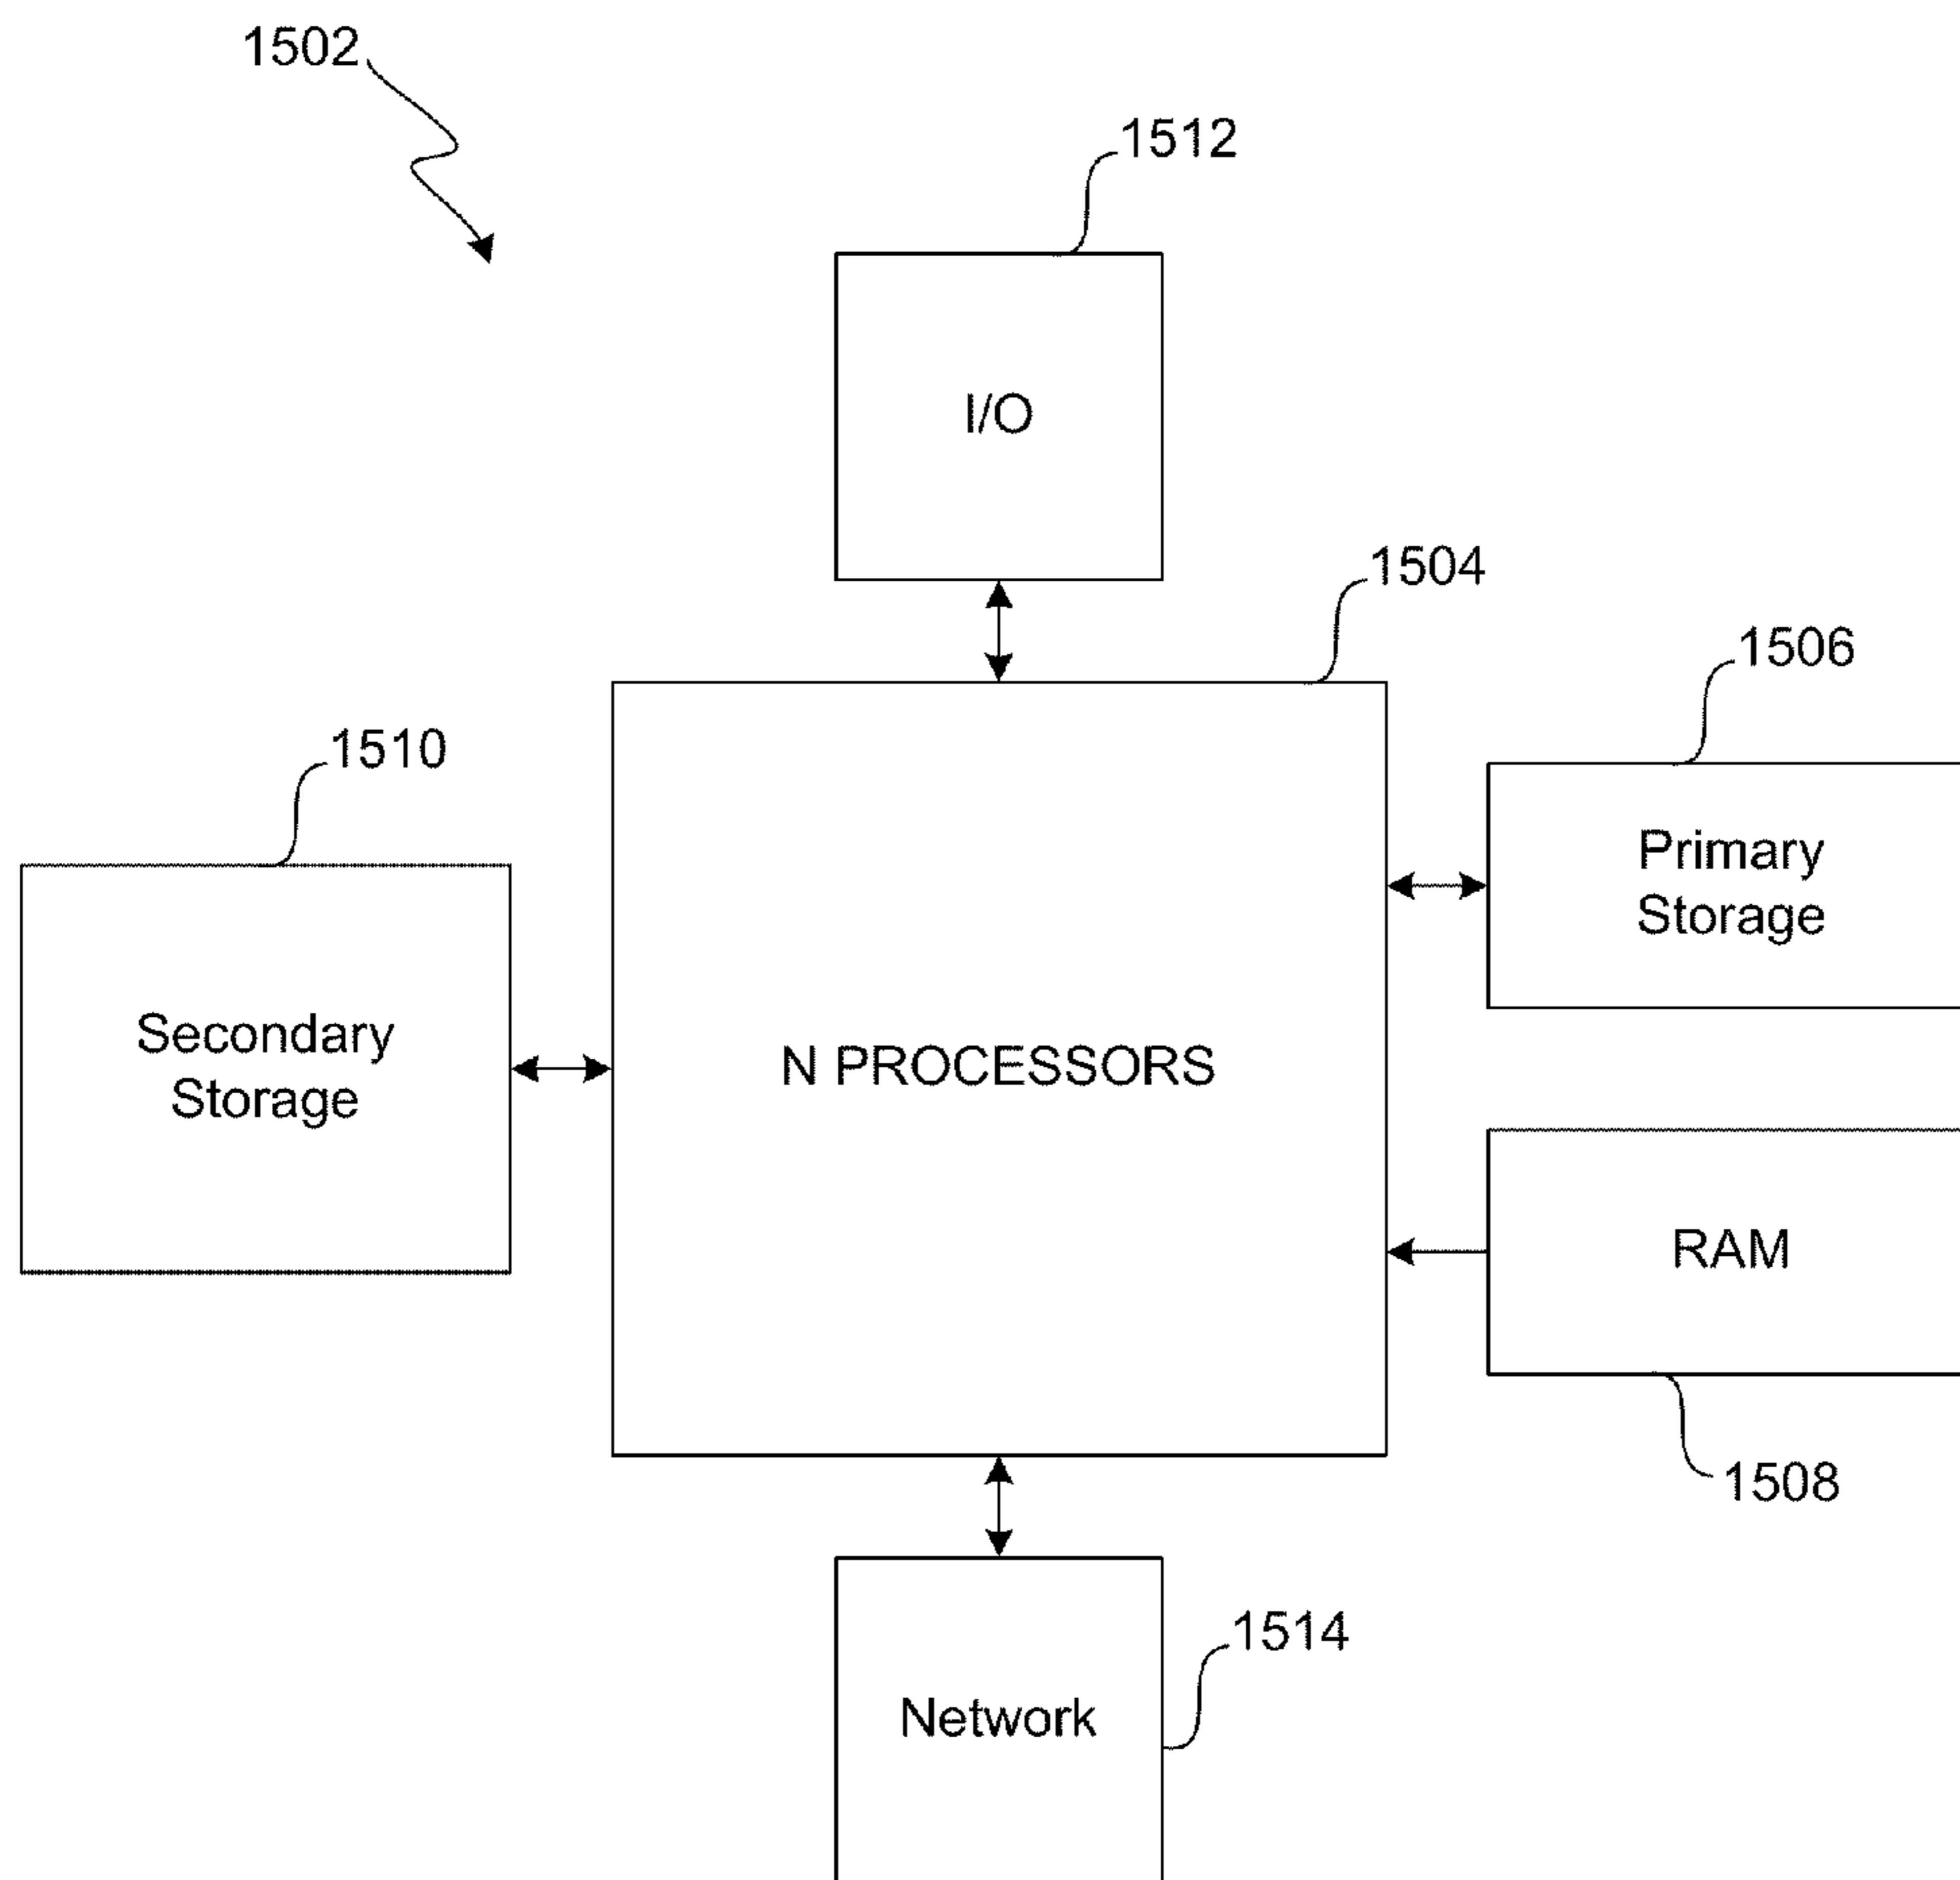 1502
1512
I/O
1504
1506
1510
Primary
Storage
Secondary
Storage
N PROCESSORS
RAM
1508
1514
Network